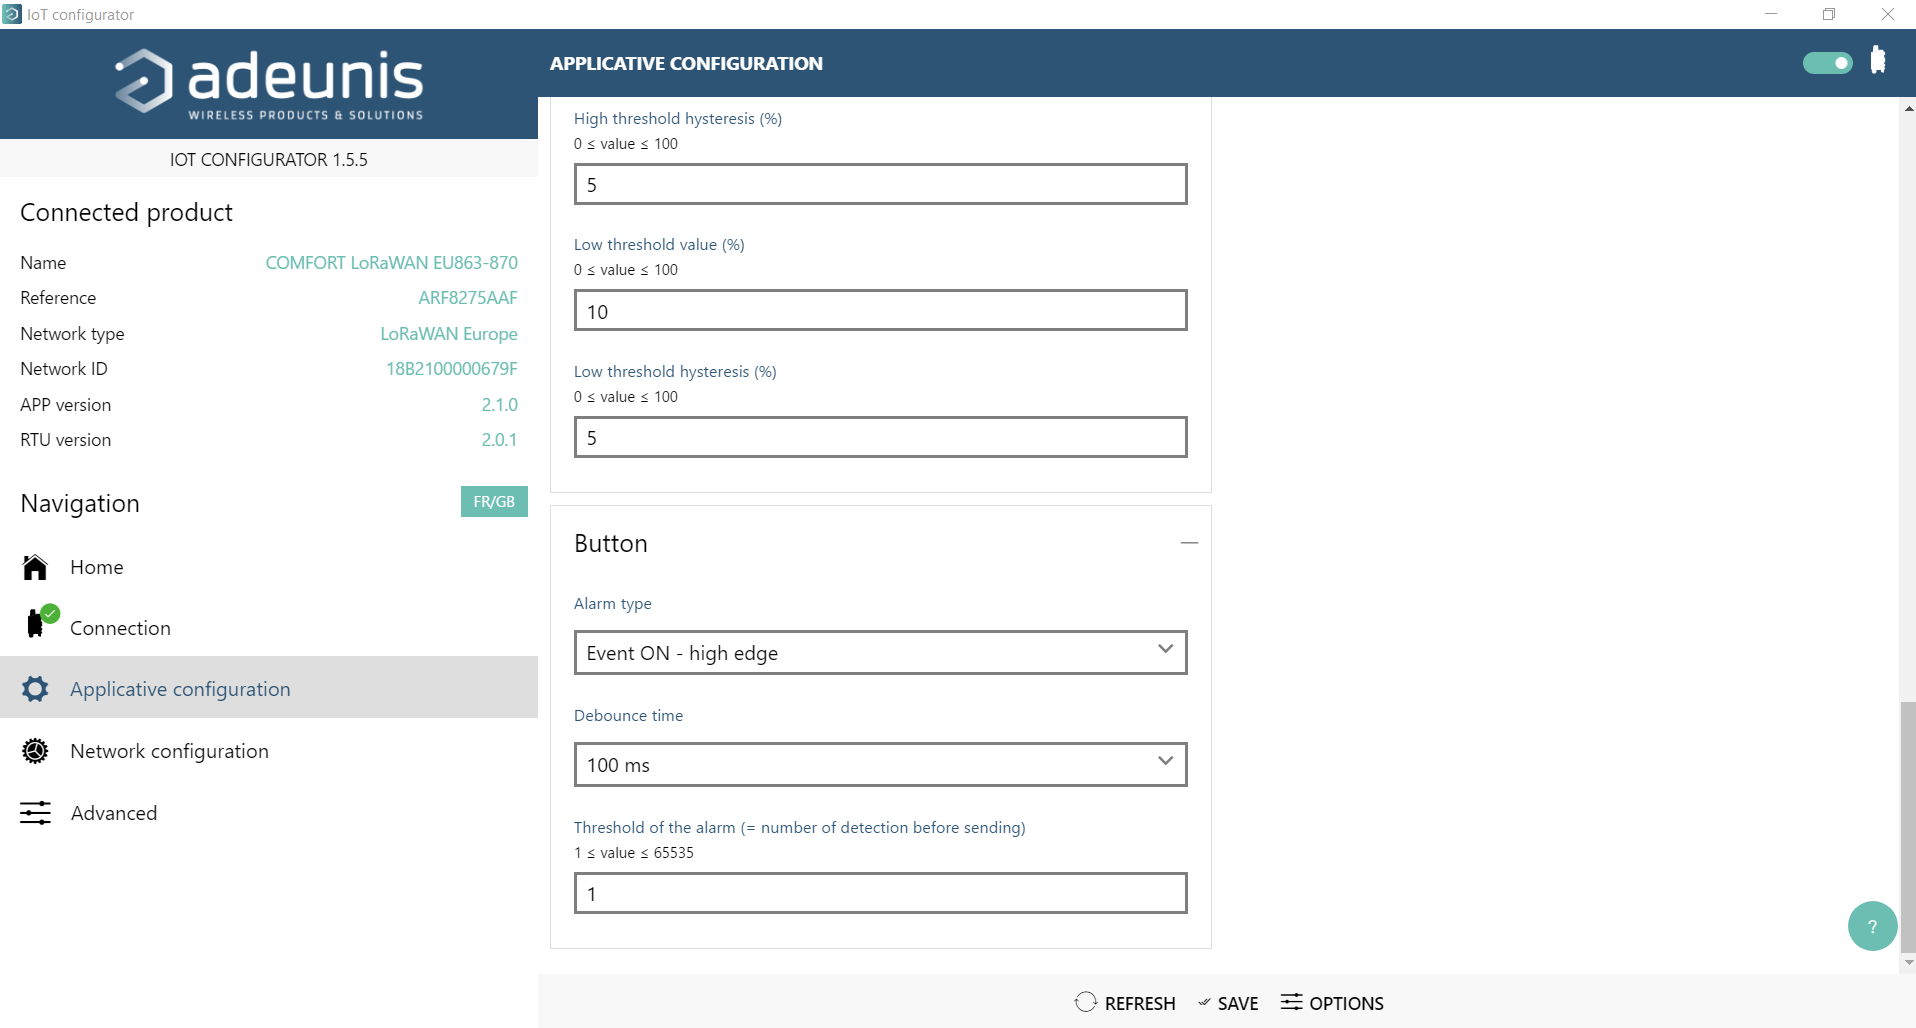 IoT configurator
adeunis
WIRELESS PRODUCTS & SOLUTIONS
IOT CONFIGURATOR 1.5.5
Connected product
Name COMFORT LoRaWAN EU863-870
Reference ARF8275AAF
Network type LoRaWAN Europe
Network ID 18B2100000679F
APP version 2.1.0
RTU version 2.0.1
Navigation FR/GB
Home
Connection
Applicative configuration
Network configuration
Advanced
APPLICATIVE CONFIGURATION
High threshold hysteresis (%)
0 ≤ value ≤ 100
5
Low threshold value (%)
0 ≤ value ≤ 100
10
Low threshold hysteresis (%)
0 ≤ value ≤ 100
5
Button
Alarm type
Event ON - high edge
Debounce time
100 ms
Threshold of the alarm (= number of detection before sending)
1 ≤ value ≤ 65535
1
?
REFRESH SAVE OPTIONS